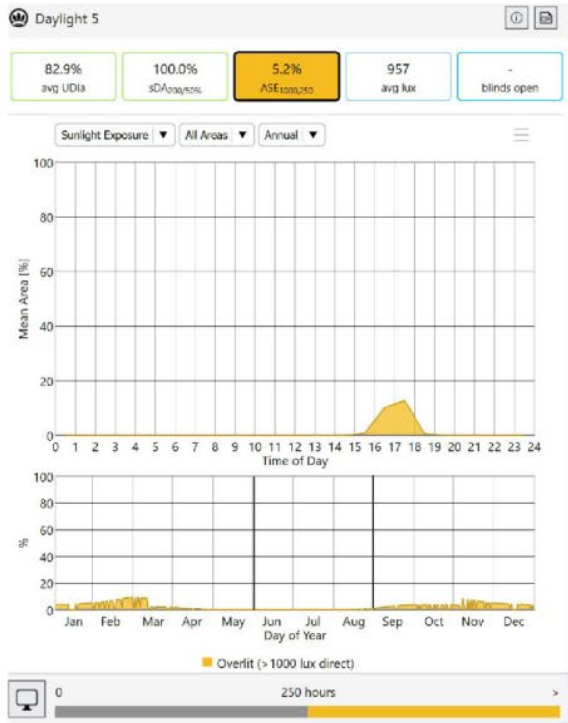 Daylight 5
82.9% 100.0% 5.2% 957 -
avg UDIa sDA200/50% ASE1000,250 avg lux blinds open
Sunlight Exposure ▼ All Areas ▼ Annual ▼
100
80
60
40
20
0
Mean Area [%]
0 1 2 3 4 5 6 7 8 9 10 11 12 13 14 15 16 17 18 19 20 21 22 23 24
Time of Day
100
80
60
40
20
0
%
Jan Feb Mar Apr May Jun Jul Aug Sep Oct Nov Dec
Day of Year
Overlit (>1000 lux direct)
0 250 hours >